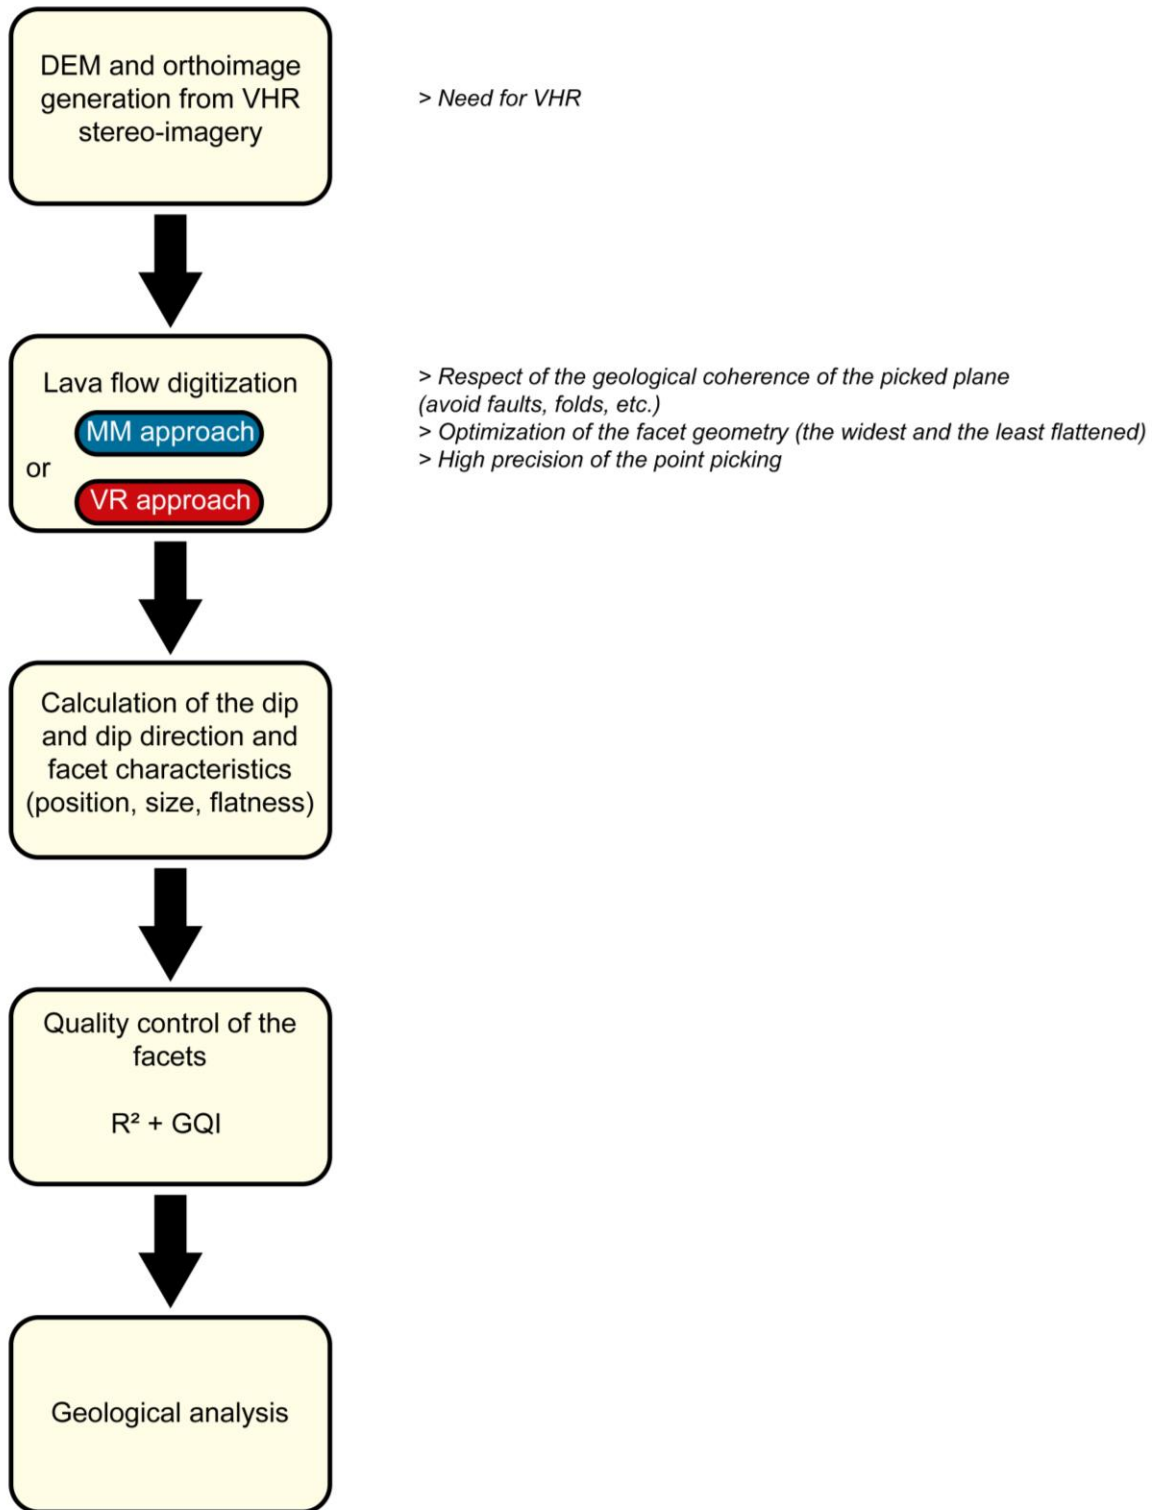 DEM and orthoimage
generation from VHR
stereo-imagery
> Need for VHR
Lava flow digitization
MM approach
or
VR approach
> Respect of the geological coherence of the picked plane
(avoid faults, folds, etc.)
> Optimization of the facet geometry (the widest and the least flattened)
> High precision of the point picking
Calculation of the dip
and dip direction and
facet characteristics
(position, size, flatness)
Quality control of the
facets
R² + GQI
Geological analysis